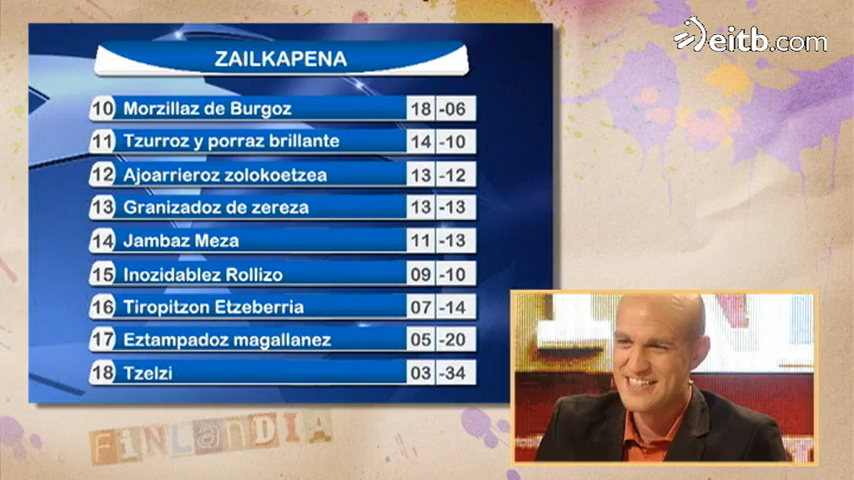 eitb.com
ZAILKAPENA
10 Morzillaz de Burgoz 18 -06
11 Tzurroz y porraz brillante 14 -10
12 Ajoarrieroz zolokoetzea 13 -12
13 Granizadoz de zereza 13 -13
14 Jambaz Meza 11 -13
15 Inozidablez Rollizo 09 -10
16 Tiropitzon Etzeberria 07 -14
17 Eztampadoz magallanez 05 -20
18 Tzelzi 03 -34
FiNLaNDIA